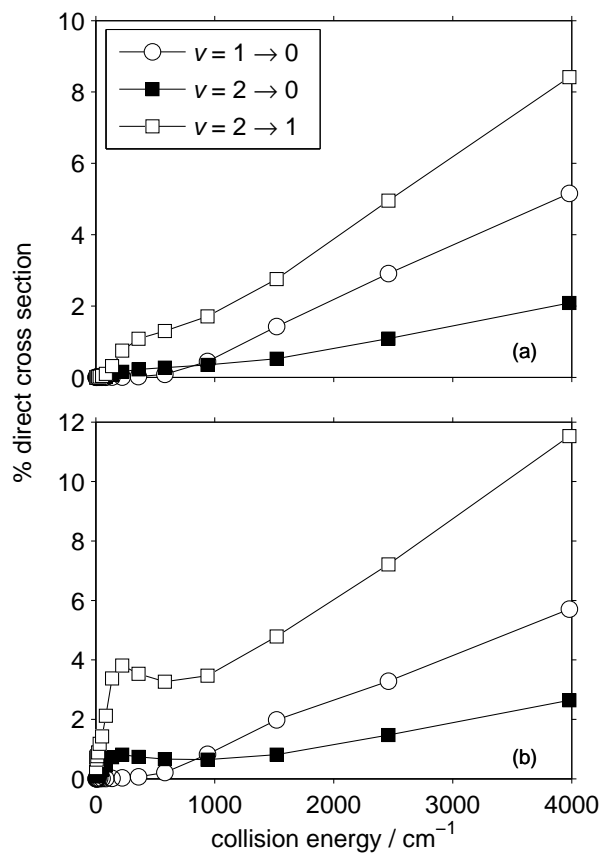 10
8
6
4
2
0
v = 1 → 0
v = 2 → 0
v = 2 → 1
(a)
% direct cross section
12
10
8
6
4
2
0
(b)
0 1000 2000 3000 4000
collision energy / cm⁻¹